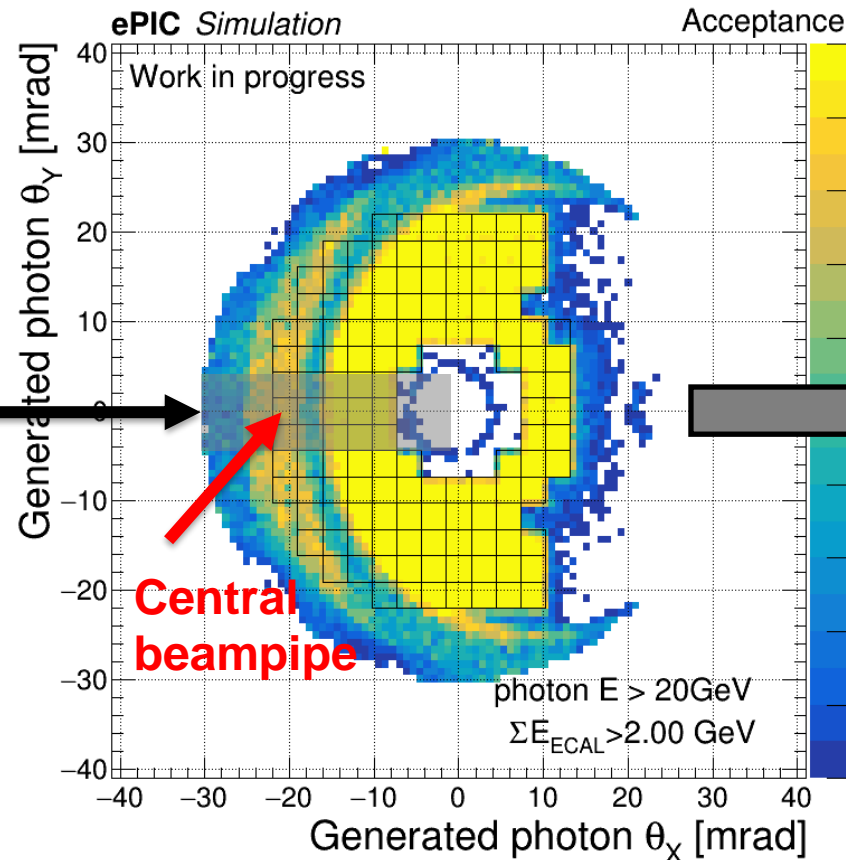 ePIC Simulation
Acceptance
Work in progress
Generated photon θY [mrad]
40
30
20
10
0
−10
−20
−30
−40
Central
beampipe
photon E > 20GeV
ΣEECAL>2.00 GeV
−40 −30 −20 −10 0 10 20 30 40
Generated photon θX [mrad]